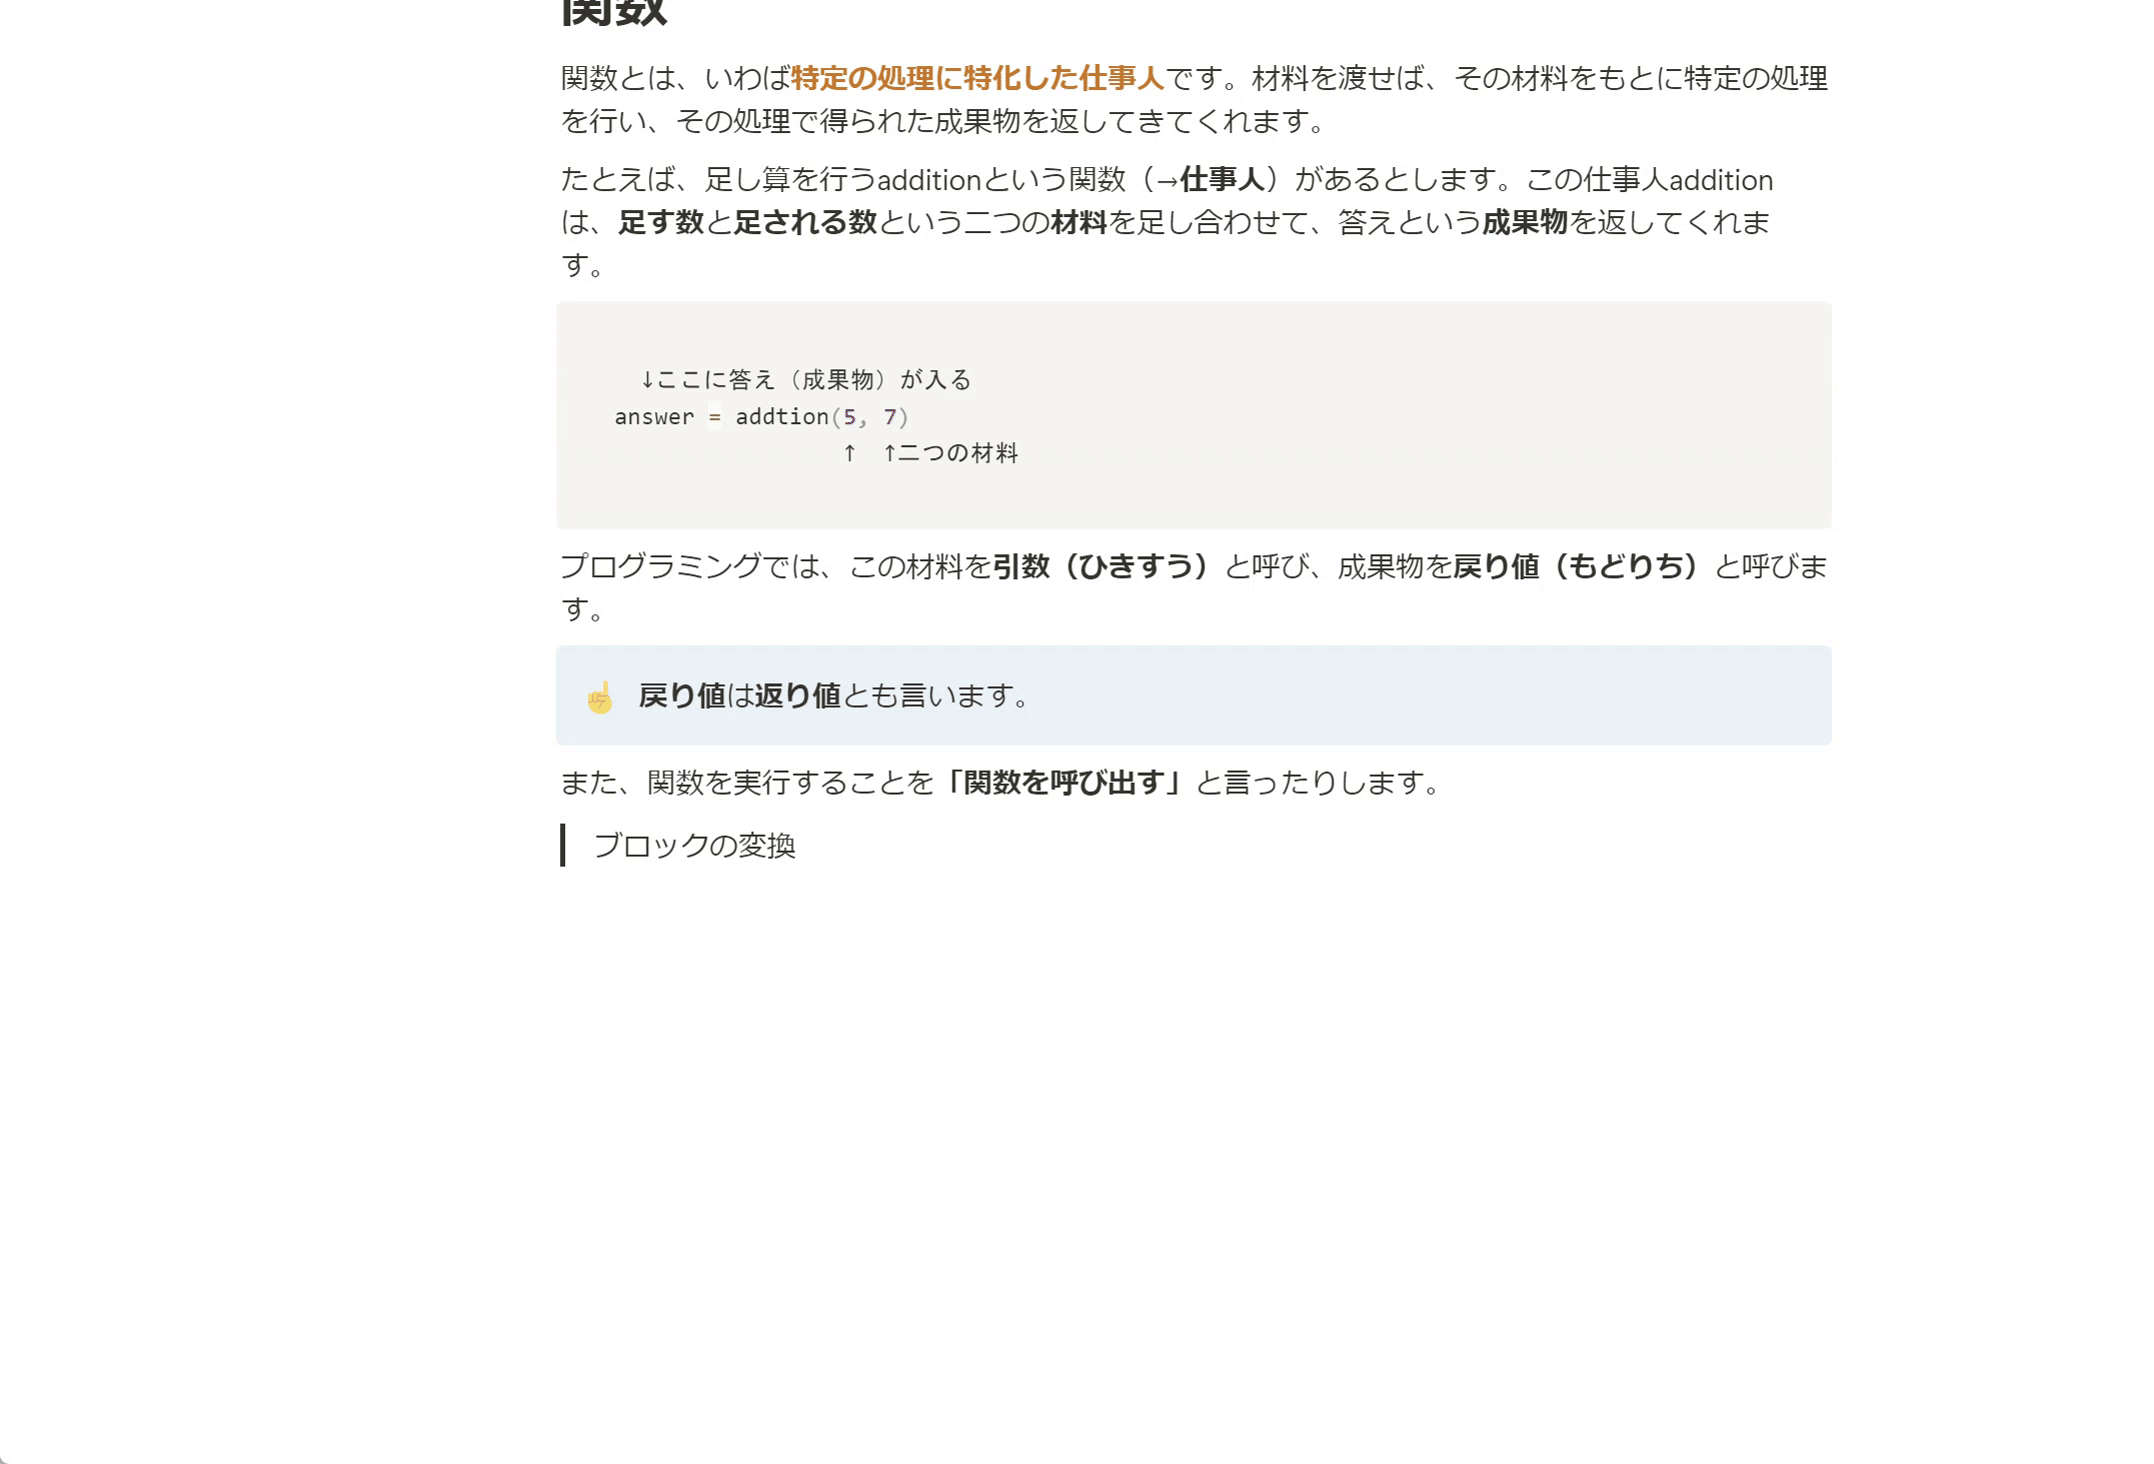 関数
関数とは、いわば特定の処理に特化した仕事人です。材料を渡せば、その材料をもとに特定の処理
を行い、その処理で得られた成果物を返してきてくれます。
たとえば、足し算を行うadditionという関数（→仕事人）があるとします。この仕事人addition
は、足す数と足される数という二つの材料を足し合わせて、答えという成果物を返してくれま
す。
↓ここに答え（成果物）が入る
answer = addtion(5, 7)
↑ ↑二つの材料
プログラミングでは、この材料を引数（ひきすう）と呼び、成果物を戻り値（もどりち）と呼びま
す。
☝ 戻り値は返り値とも言います。
また、関数を実行することを「関数を呼び出す」と言ったりします。
ブロックの変換